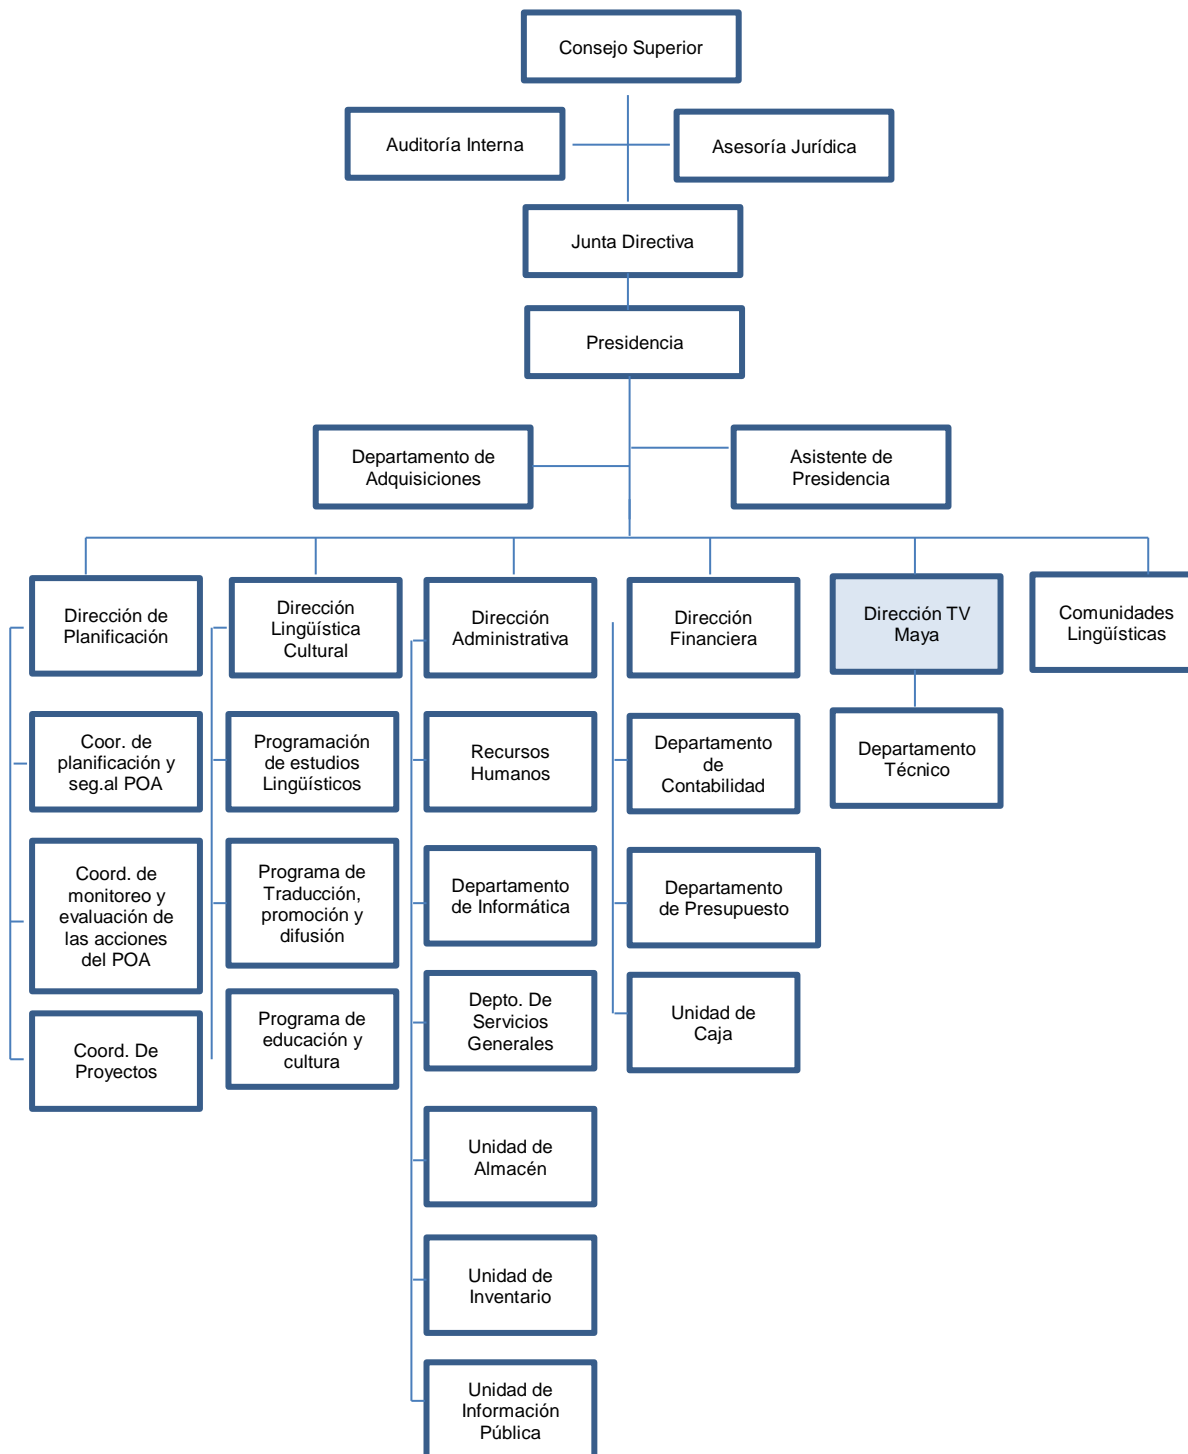 Consejo Superior
Auditoría Interna
Asesoría Jurídica
Junta Directiva
Presidencia
Departamento de
Adquisiciones
Asistente de
Presidencia
Dirección de
Planificación
Dirección
Lingüística
Cultural
Dirección
Administrativa
Dirección
Financiera
Dirección TV
Maya
Comunidades
Lingüísticas
Coor. de
planificación y
seg.al POA
Programación
de estudios
Lingüísticos
Recursos
Humanos
Departamento
de
Contabilidad
Departamento
Técnico
Coord. de
monitoreo y
evaluación de
las acciones
del POA
Programa de
Traducción,
promoción y
difusión
Departamento
de Informática
Departamento
de Presupuesto
Coord. De
Proyectos
Programa de
educación y
cultura
Depto. De
Servicios
Generales
Unidad de
Caja
Unidad de
Almacén
Unidad de
Inventario
Unidad de
Información
Pública